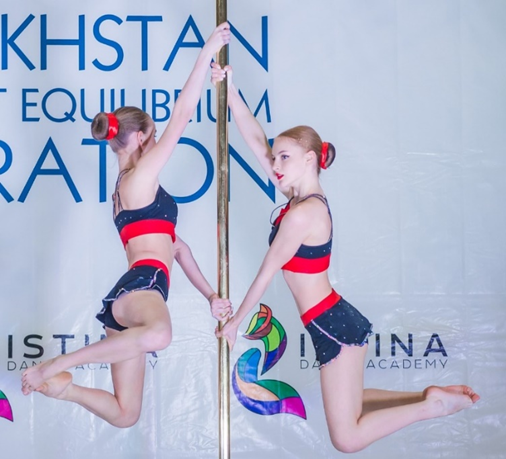 KHSTAN
T EQUILIBRIUM
RATION
ISTINA
DANCE ACADEMY
ISTINA
DANCE ACADEMY